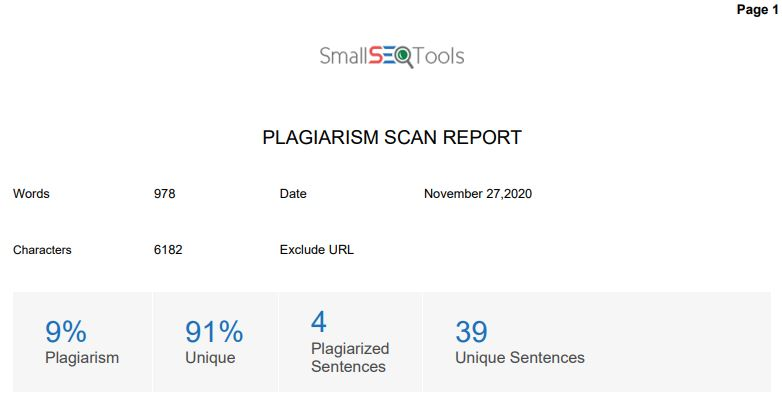 Page 1
SmallSEOTools
PLAGIARISM SCAN REPORT
Words 978 Date November 27,2020
Characters 6182 Exclude URL
9% 91% 4 39
Plagiarism Unique Plagiarized Sentences Unique Sentences